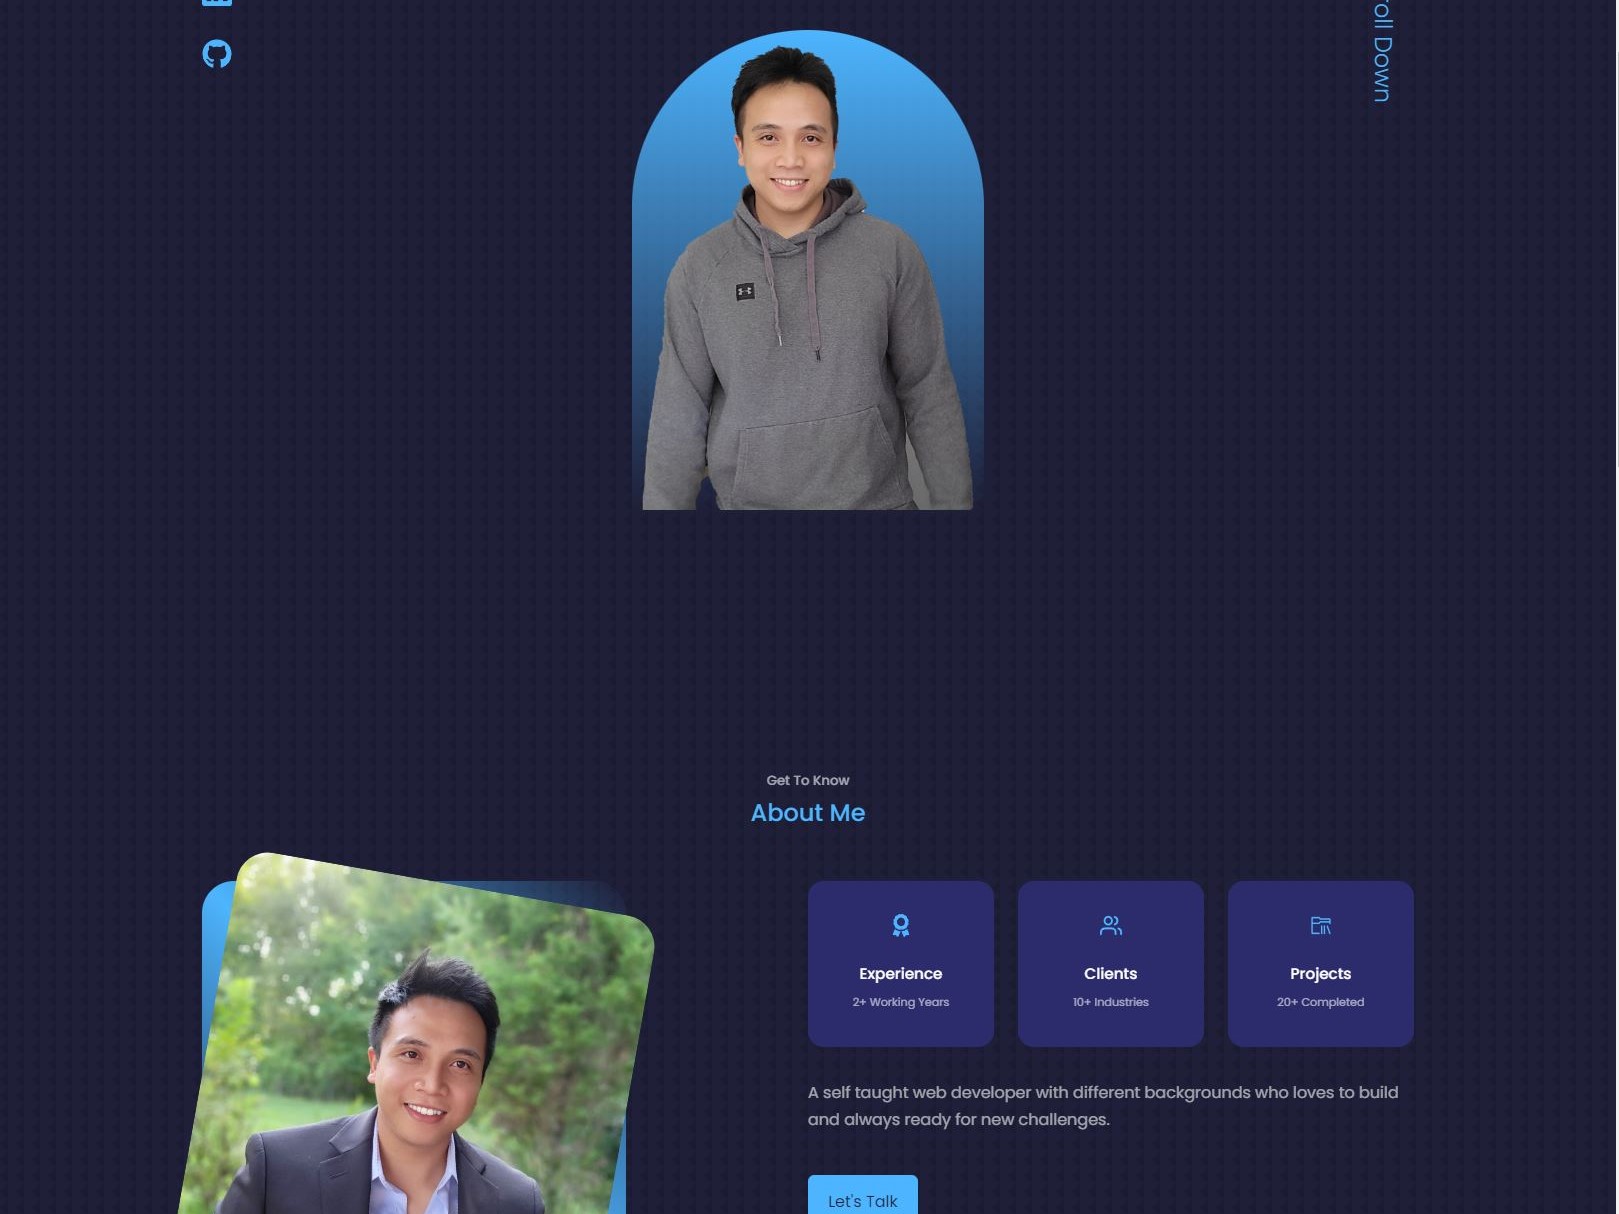 oll Down
Get To Know
About Me
Experience
2+ Working Years
Clients
10+ Industries
Projects
20+ Completed
A self taught web developer with different backgrounds who loves to build
and always ready for new challenges.
Let's Talk